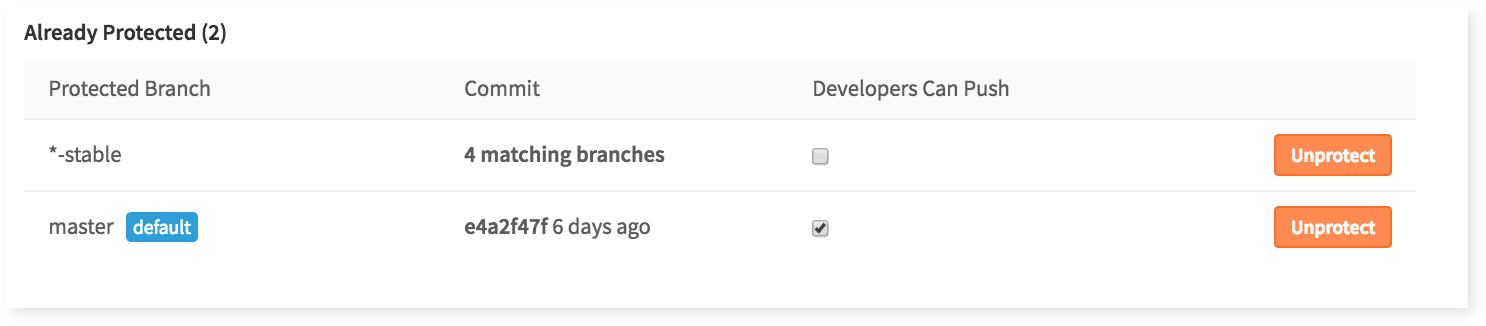 Already Protected (2)
Protected Branch Commit Developers Can Push
*-stable 4 matching branches Unprotect
master default e4a2f47f 6 days ago Unprotect